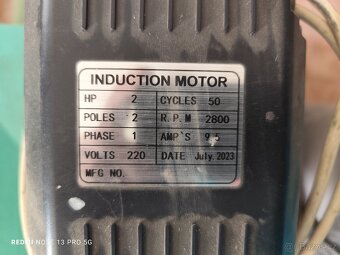 INDUCTION MOTOR
HP 2 CYCLES 50
POLES 2 R.P.M 2800
PHASE 1 AMP`S 9.5
VOLTS 220 DATE July.2023
MFG NO.
REDMI NOTE 13 PRO 5G